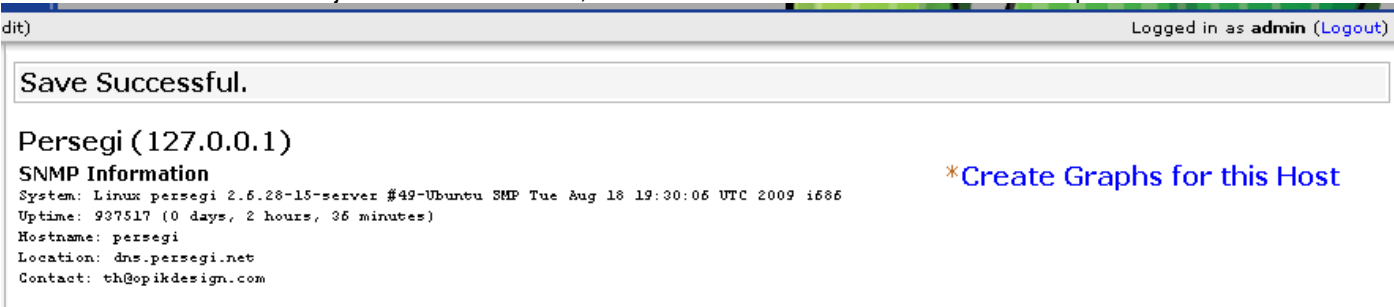 dit)
Logged in as admin (Logout)
Save Successful.
Persegi (127.0.0.1)
SNMP Information
*Create Graphs for this Host
System: Linux persegi 2.6.28-15-server #49-Ubuntu SMP Tue Aug 18 19:30:06 UTC 2009 i686
Uptime: 937517 (0 days, 2 hours, 36 minutes)
Hostname: persegi
Location: dns.persegi.net
Contact: th@opikdesign.com